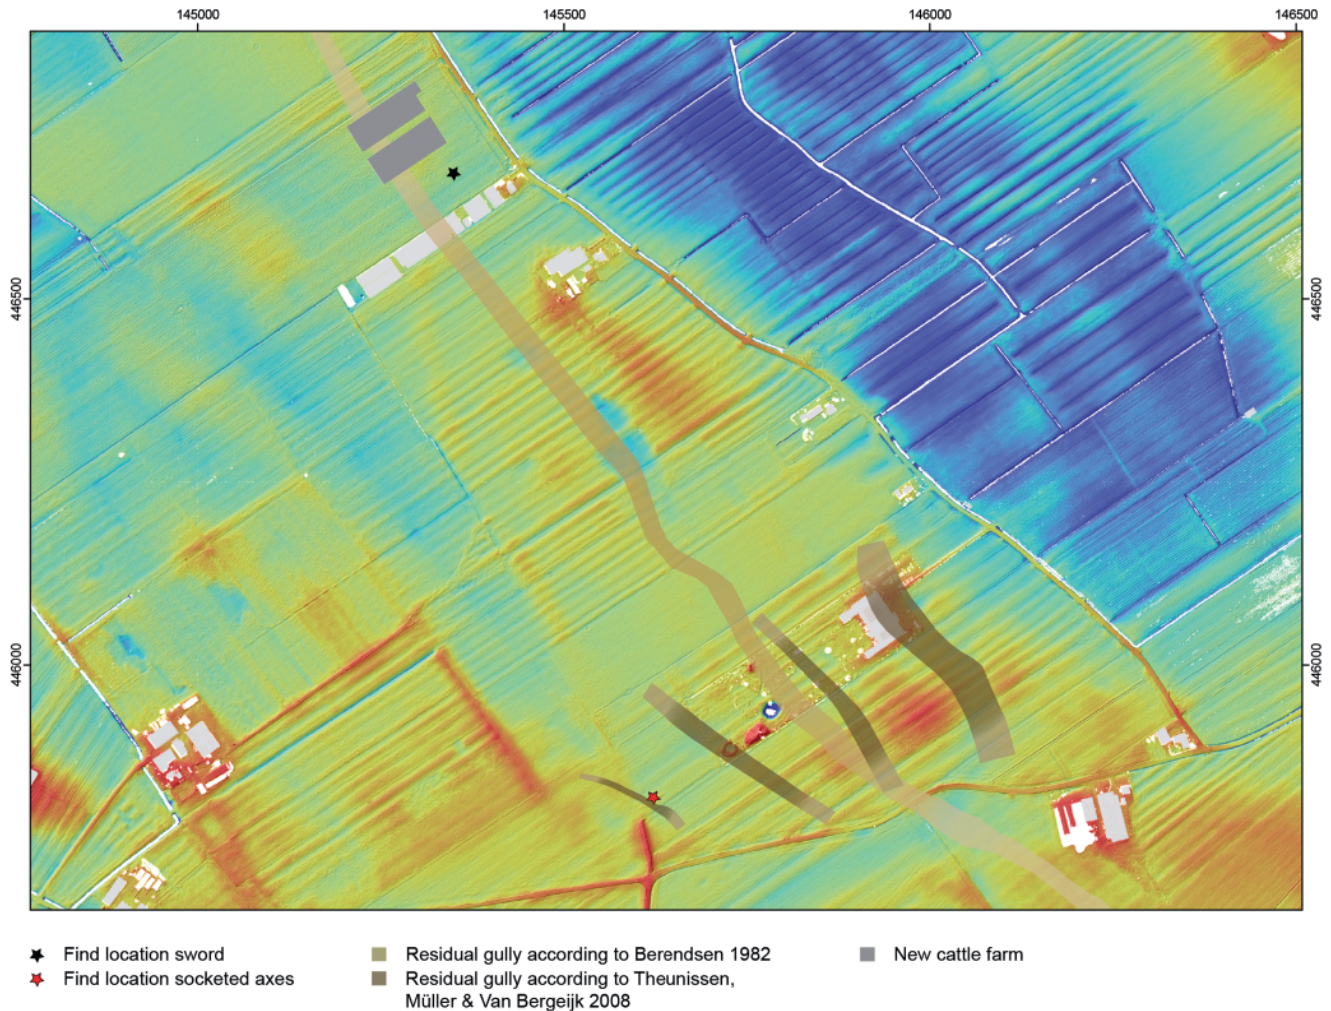 145000
145500
146000
146500
446500
446500
446000
446000
Find location sword
Find location socketed axes
Residual gully according to Berendsen 1982
Residual gully according to Theunissen,
Müller & Van Bergeijk 2008
New cattle farm